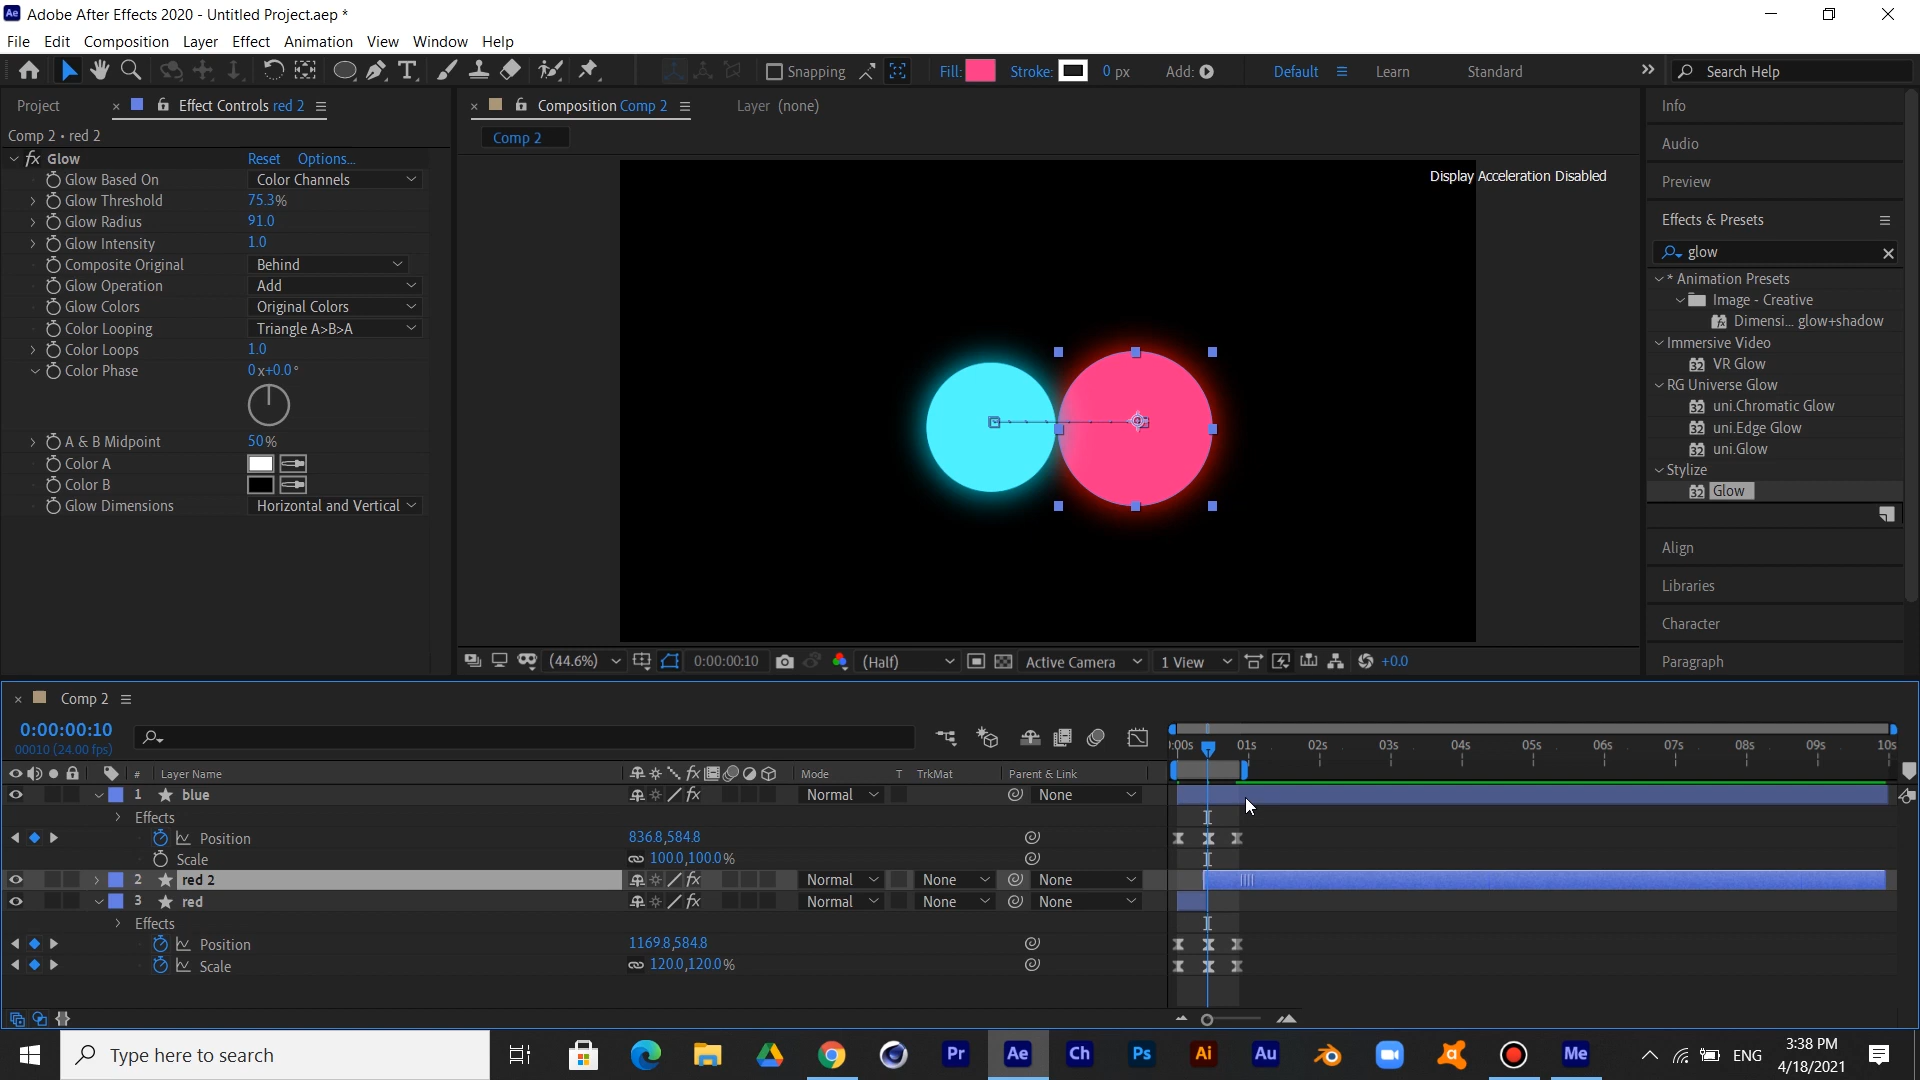 Ae Adobe After Effects 2020 - Untitled Project.aep *
File Edit Composition Layer Effect Animation View Window Help
Snapping Fill: Stroke: 0 px Add: Default Learn Standard Search Help
Project Effect Controls red 2
Composition Comp 2 Layer (none)
Comp 2 • red 2
Comp 2
fx Glow Reset Options...
Glow Based On Color Channels
Glow Threshold 75.3%
Glow Radius 91.0
Glow Intensity 1.0
Composite Original Behind
Glow Operation Add
Glow Colors Original Colors
Color Looping Triangle A>B>A
Color Loops 1.0
Color Phase 0x+0.0°
A & B Midpoint 50%
Color A
Color B
Glow Dimensions Horizontal and Vertical
Display Acceleration Disabled
(44.6%) 0:00:00:10 (Half) Active Camera 1 View +0.0
Info
Audio
Preview
Effects & Presets
glow
* Animation Presets
Image - Creative
Dimensi... glow+shadow
Immersive Video
32 VR Glow
RG Universe Glow
32 uni.Chromatic Glow
32 uni.Edge Glow
32 uni.Glow
Stylize
32 Glow
Align
Libraries
Character
Paragraph
Comp 2
0:00:00:10
00010 (24.00 fps)
):00s 01s 02s 03s 04s 05s 06s 07s 08s 09s 10s
# Layer Name fx Mode T TrkMat Parent & Link
1 blue fx Normal None
Effects
Position 836.8,584.8
Scale 100.0,100.0%
2 red 2 fx Normal None None
3 red fx Normal None None
Effects
Position 1169.8,584.8
Scale 120.0,120.0%
Type here to search Pr Ae Ch Ps Ai Au Me ENG
3:38 PM
4/18/2021